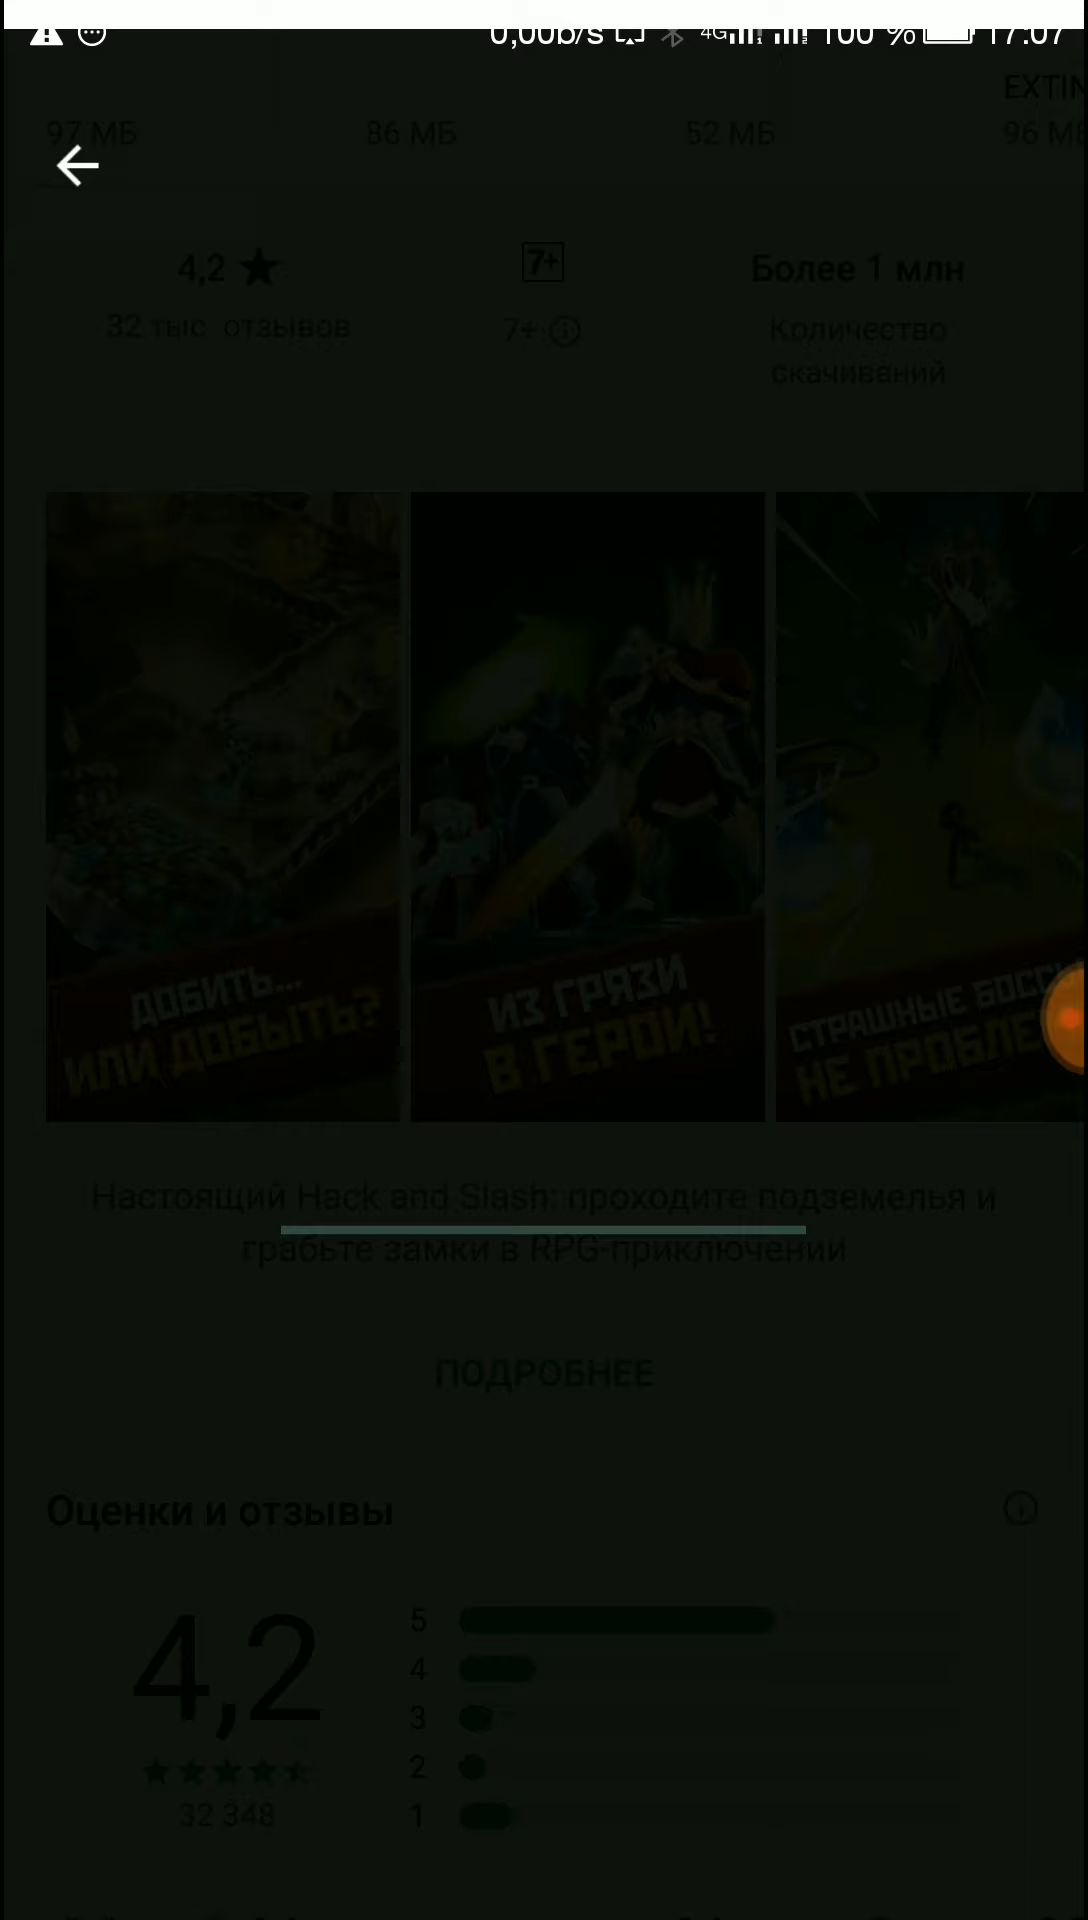 0,00b/s 4G 100 % 17:07
EXTIN
97 МБ 86 МБ 52 МБ 96 МБ
4,2 ★ 7+ Более 1 млн
32 тыс. отзывов 7+ Количество
скачиваний
ДОБИТЬ...
ИЛИ ДОБЫТЬ?
ИЗ ГРЯЗИ
В ГЕРОИ!
СТРАШНЫЕ БОССЫ
НЕ ПРОБЛЕ
Настоящий Hack and Slash: проходите подземелья и
грабьте замки в RPG-приключении
ПОДРОБНЕЕ
Оценки и отзывы
4,2
5
4
3
2
1
32 348